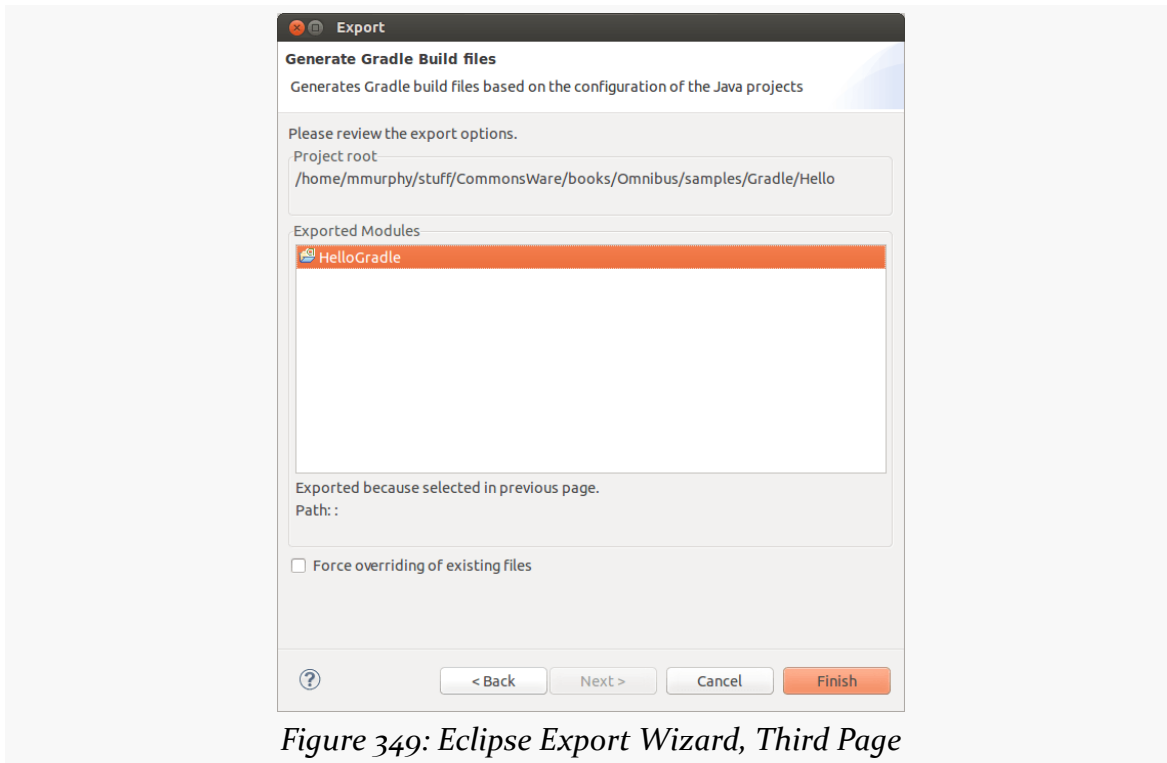 Export
Generate Gradle Build files
Generates Gradle build files based on the configuration of the Java projects
Please review the export options.
Project root
/home/mmurphy/stuff/CommonsWare/books/Omnibus/samples/Gradle/Hello
Exported Modules
HelloGradle
Exported because selected in previous page.
Path: :
Force overriding of existing files
< Back Next > Cancel Finish
Figure 349: Eclipse Export Wizard, Third Page